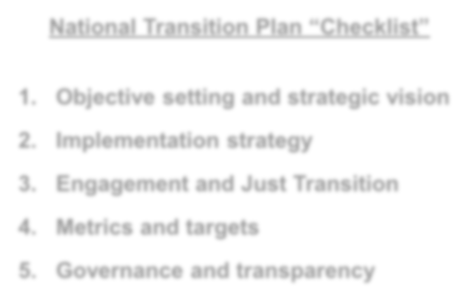 National Transition Plan “Checklist”
1. Objective setting and strategic vision
2. Implementation strategy
3. Engagement and Just Transition
4. Metrics and targets
5. Governance and transparency